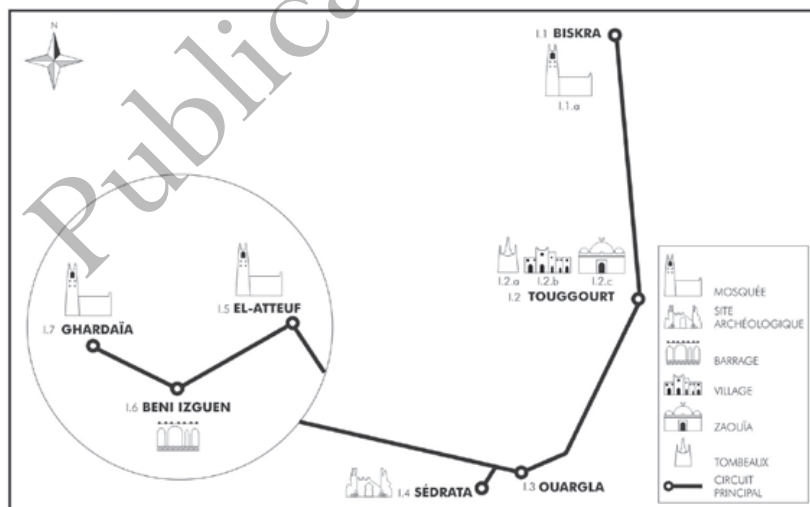 N
I.1 BISKRA
I.1.a
I.2.a I.2.b I.2.c
I.2 TOUGGOURT
I.5 EL-ATTEUF
I.7 GHARDAÏA
I.6 BENI IZGUEN
I.4 SÉDRATA
I.3 OUARGLA
MOSQUÉE
SITE
ARCHÉOLOGIQUE
BARRAGE
VILLAGE
ZAOUÏA
TOMBEAUX
CIRCUIT
PRINCIPAL
Publica